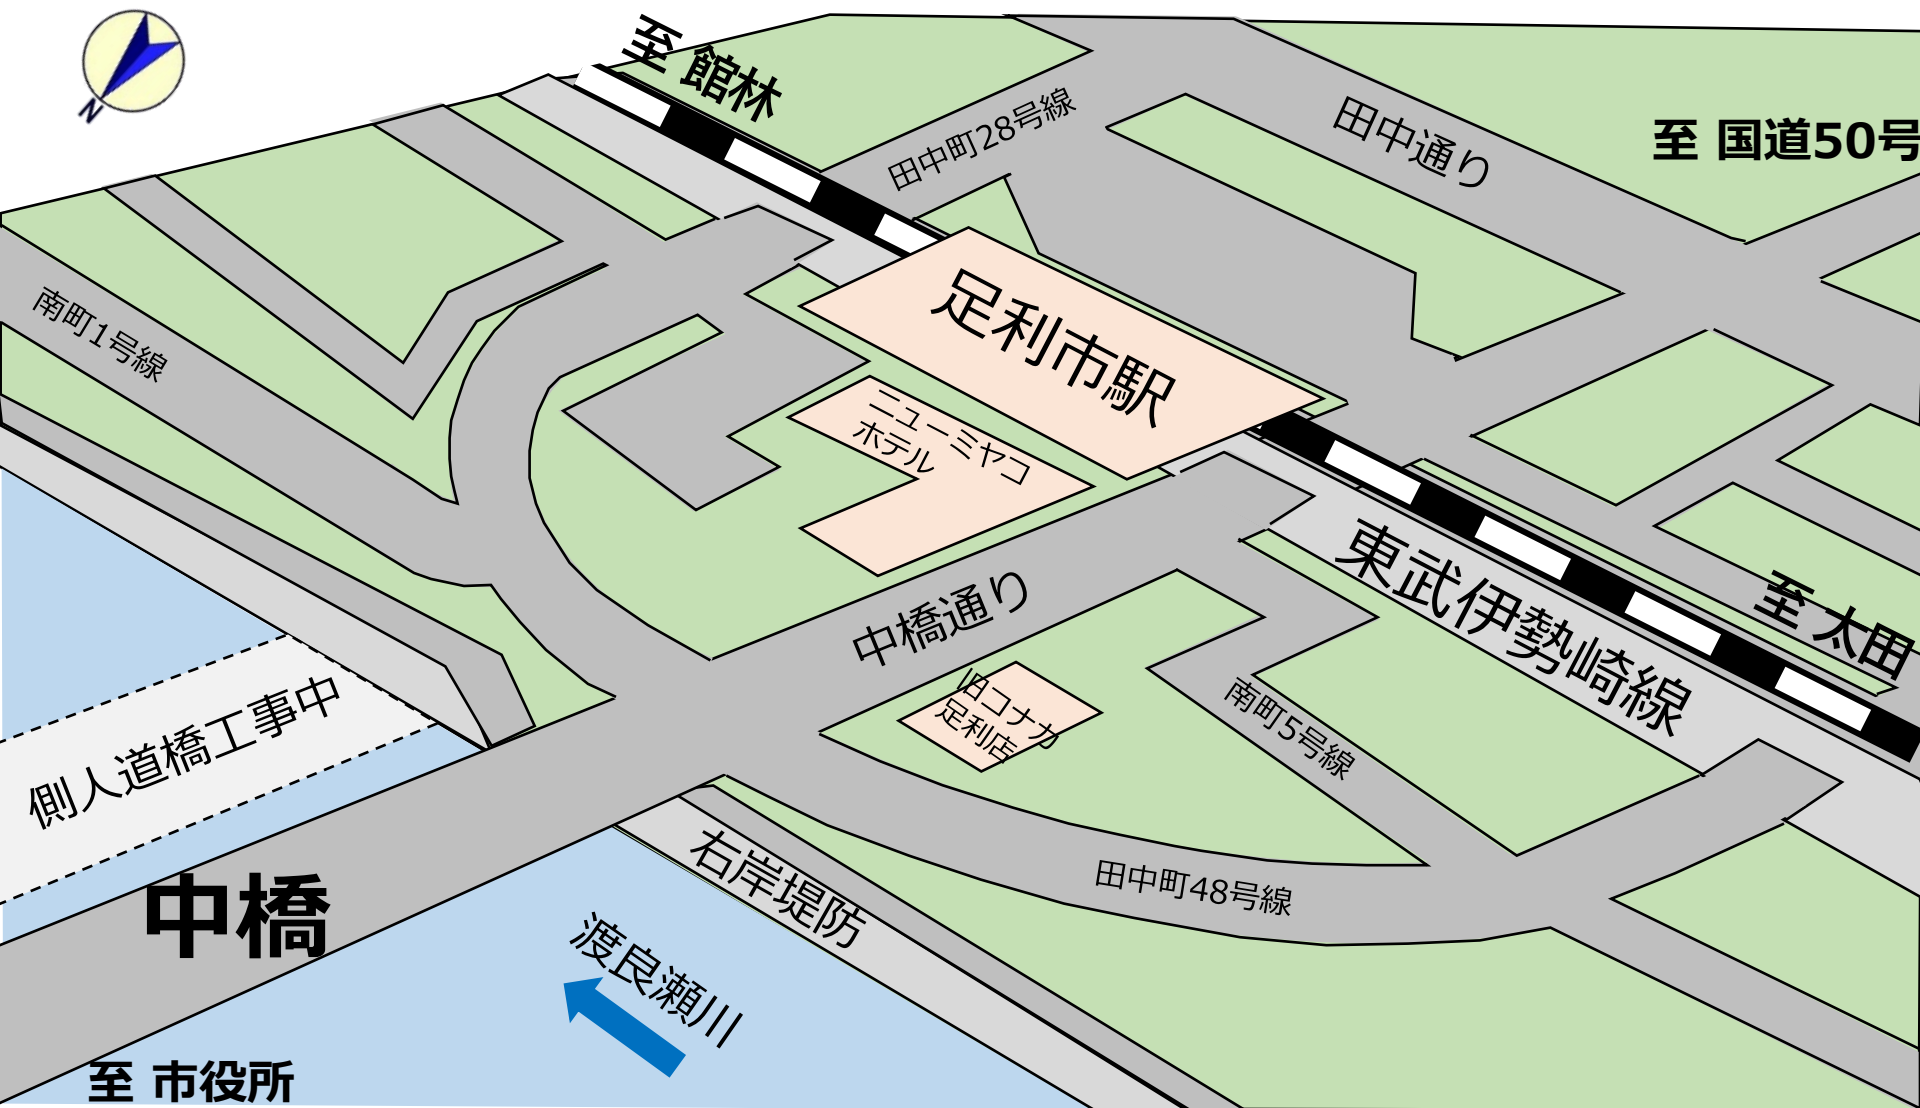 N
至 館林
田中町28号線
田中通り
至 国道50号
南町1号線
足利市駅
ニューミヤコ
ホテル
東武伊勢崎線
至 太田
中橋通り
旧コナカ
足利店
南町5号線
側人道橋工事中
中橋
右岸堤防
田中町48号線
渡良瀬川
至 市役所